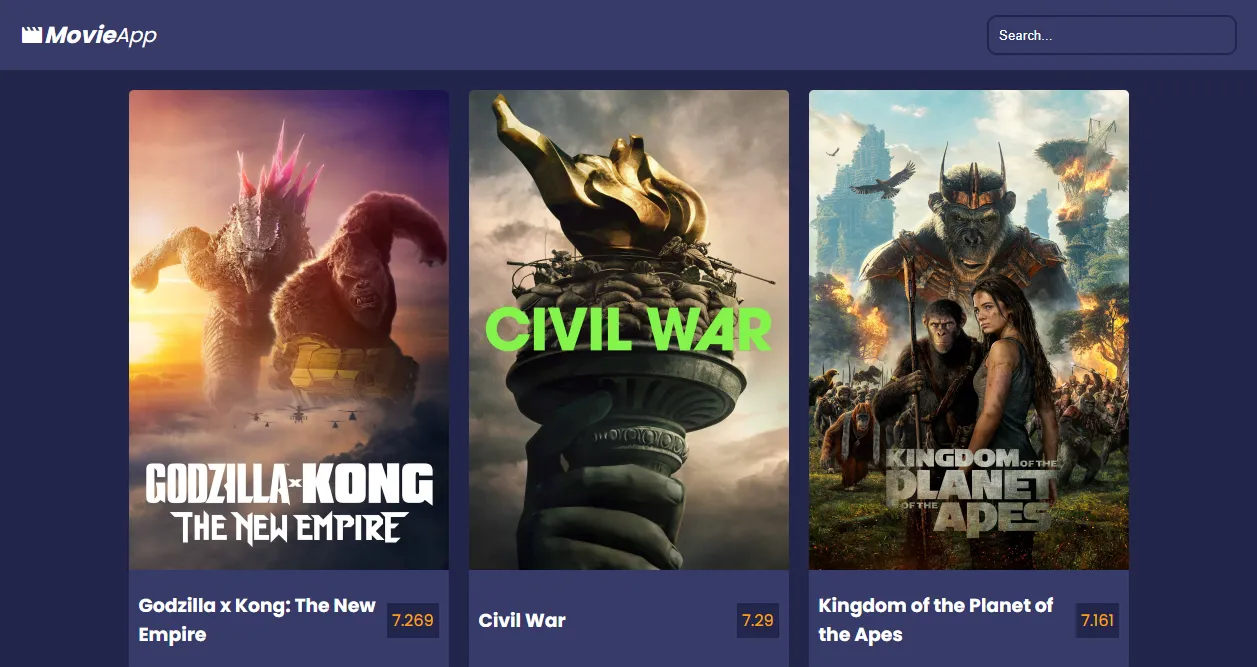 MovieApp
Search...
GODZILLA x KONG
THE NEW EMPIRE
CIVIL WAR
KINGDOM OF THE
PLANET
OF THE APES
Godzilla x Kong: The New
Empire
7.269
Civil War
7.29
Kingdom of the Planet of
the Apes
7.161